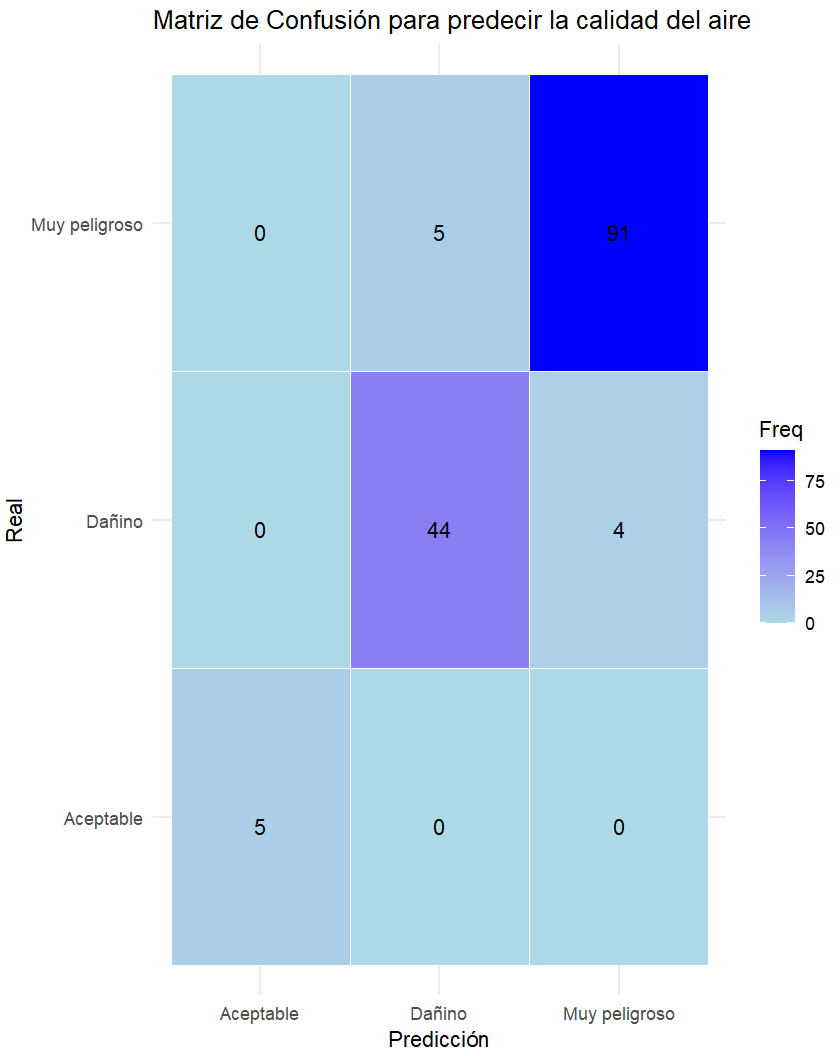 Matriz de Confusión para predecir la calidad del aire
Real
Muy peligroso
0 5 91
Dañino
0 44 4
Aceptable
5 0 0
Aceptable Dañino Muy peligroso
Predicción
Freq
75
50
25
0